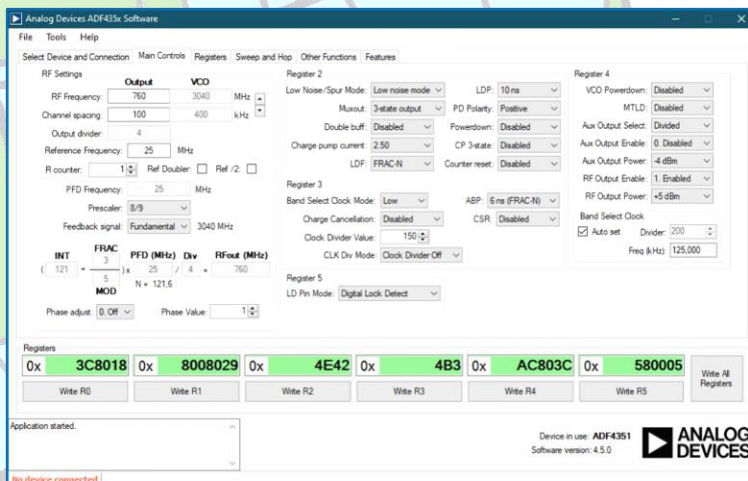 Analog Devices ADF435x Software
File Tools Help
Select Device and Connection Main Controls Registers Sweep and Hop Other Functions Features
RF Settings
Output VCO
RF Frequency: 760 3040 MHz
Channel spacing: 100 400 kHz
Output divider: 4
Reference Frequency: 25 MHz
R counter: 1 Ref Doubler: Ref /2:
PFD Frequency: 25 MHz
Prescaler: 8/9
Feedback signal: Fundamental 3040 MHz
INT FRAC PFD (MHz) Div RFout (MHz)
( 121 + 3 ) x 25 / 4 = 760
5
MOD
N = 121,6
Phase adjust: 0. Off Phase Value: 1
Register 2
Low Noise/Spur Mode: Low noise mode LDP: 10 ns
Muxout: 3-state output PD Polarity: Positive
Double buff: Disabled Powerdown: Disabled
Charge pump current: 2.50 CP 3-state: Disabled
LDF: FRAC-N Counter reset: Disabled
Register 3
Band Select Clock Mode: Low ABP: 6 ns (FRAC-N)
Charge Cancellation: Disabled CSR: Disabled
Clock Divider Value: 150
CLK Div Mode: Clock Divider Off
Register 5
LD Pin Mode: Digital Lock Detect
Register 4
VCO Powerdown: Disabled
MTLD: Disabled
Aux Output Select: Divided
Aux Output Enable: 0. Disabled
Aux Output Power: -4 dBm
RF Output Enable: 1. Enabled
RF Output Power: +5 dBm
Band Select Clock
Auto set Divider: 200
Freq (kHz): 125,000
Registers
0x 3C8018 0x 8008029 0x 4E42 0x 4B3 0x AC803C 0x 580005
Write R0 Write R1 Write R2 Write R3 Write R4 Write R5 Write All Registers
Application started.
Device in use: ADF4351
Software version: 4.5.0
ANALOG DEVICES
No device connected